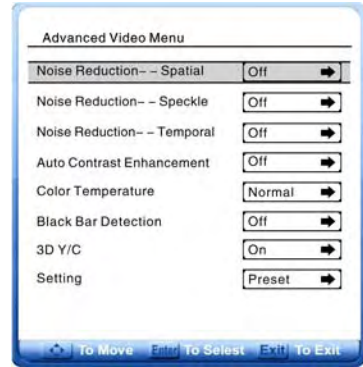 Advanced Video Menu
Noise Reduction– – Spatial Off
Noise Reduction– – Speckle Off
Noise Reduction– – Temporal Off
Auto Contrast Enhancement Off
Color Temperature Normal
Black Bar Detection Off
3D Y/C On
Setting Preset
To Move Enter To Selest Exit To Exit